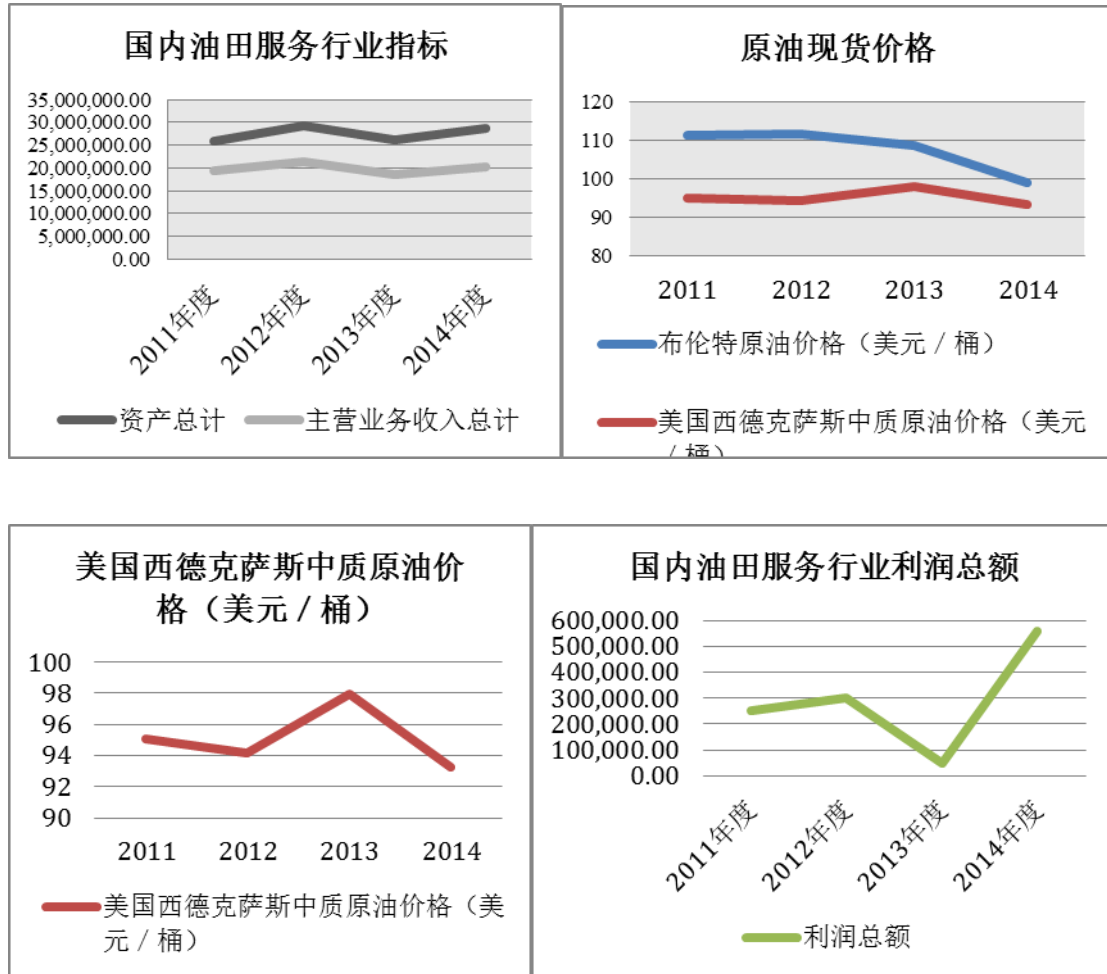 国内油田服务行业指标
35,000,000.00
30,000,000.00
25,000,000.00
20,000,000.00
15,000,000.00
10,000,000.00
5,000,000.00
0.00
2011年度
2012年度
2013年度
2014年度
资产总计
主营业务收入总计
原油现货价格
120
110
100
90
80
2011
2012
2013
2014
布伦特原油价格（美元／桶）
美国西德克萨斯中质原油价格（美元
／桶）
美国西德克萨斯中质原油价
格（美元／桶）
100
98
96
94
92
90
2011
2012
2013
2014
美国西德克萨斯中质原油价格（美
元／桶）
国内油田服务行业利润总额
600,000.00
500,000.00
400,000.00
300,000.00
200,000.00
100,000.00
0.00
2011年度
2012年度
2013年度
2014年度
利润总额